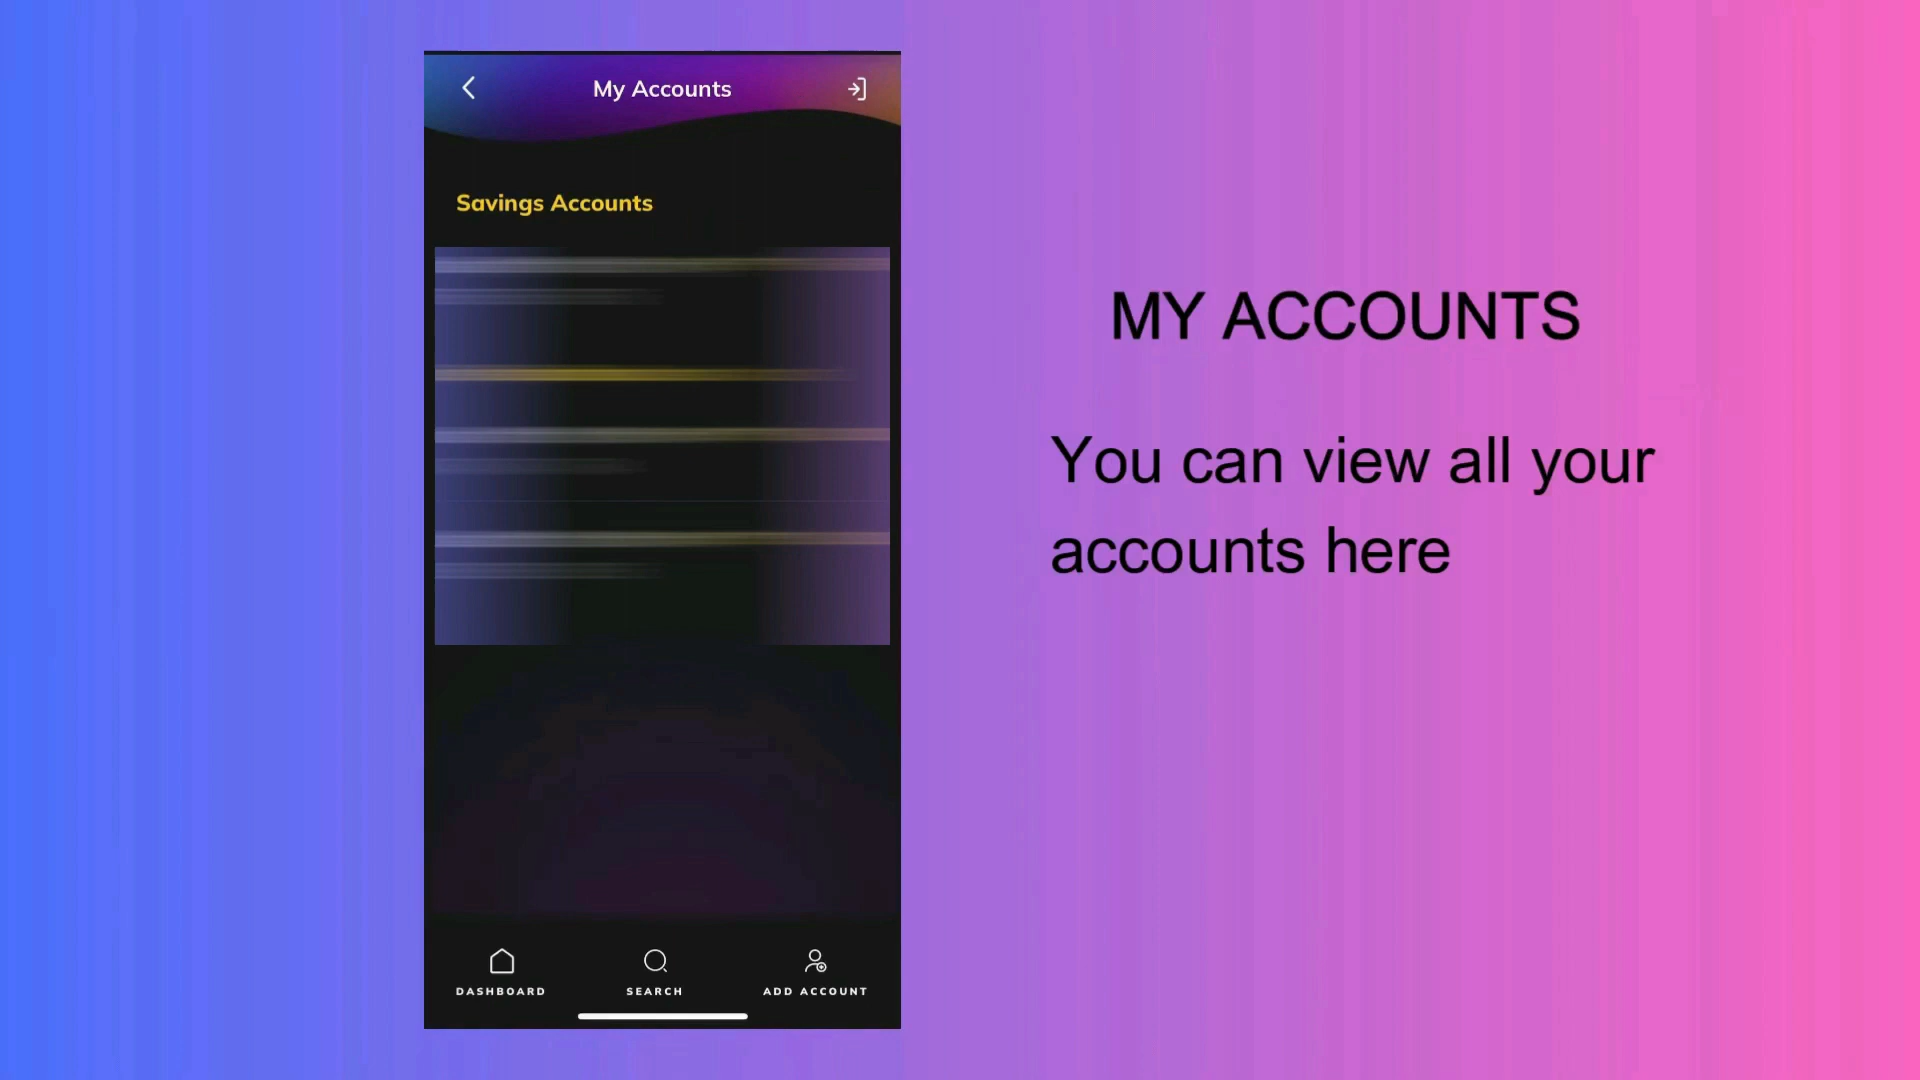 My Accounts
Savings Accounts
DASHBOARD
SEARCH
ADD ACCOUNT
MY ACCOUNTS
You can view all your
accounts here